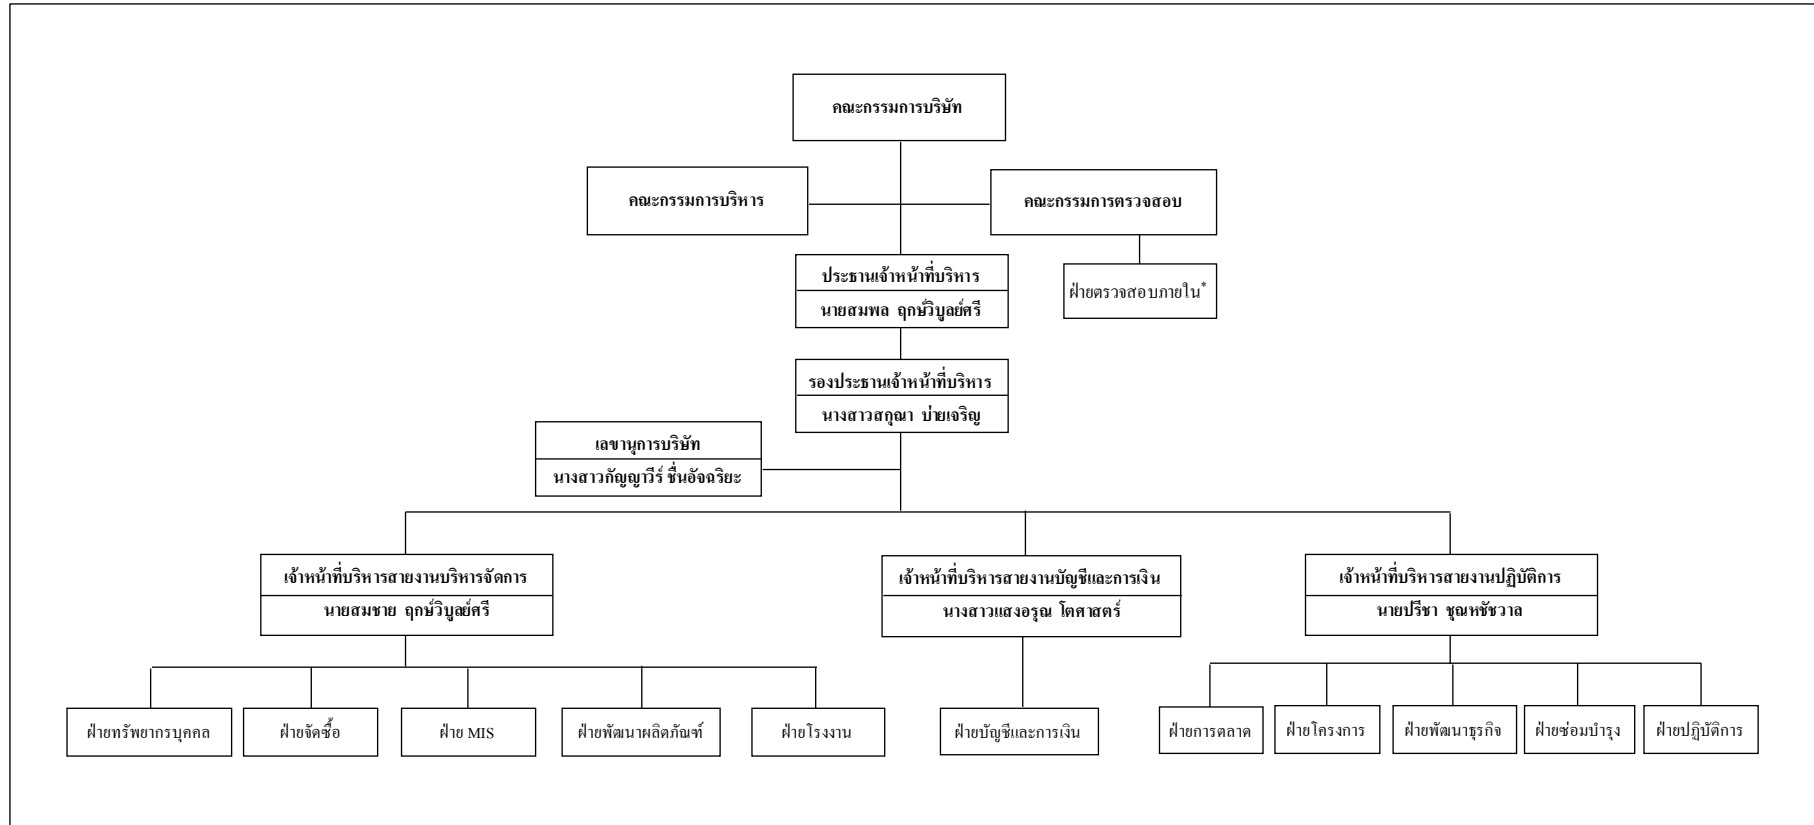 คณะกรรมการบริษัท
คณะกรรมการบริหาร
คณะกรรมการตรวจสอบ
ฝ่ายตรวจสอบภายใน*
ประธานเจ้าหน้าที่บริหาร
นายสมพล ฤกษ์วิบูลย์ศรี
รองประธานเจ้าหน้าที่บริหาร
นางสาวสกุณา บ่ายเจริญ
เลขานุการบริษัท
นางสาวกัญญาวีร์ ชื่นอัจฉริยะ
เจ้าหน้าที่บริหารสายงานบริหารจัดการ
นายสมชาย ฤกษ์วิบูลย์ศรี
เจ้าหน้าที่บริหารสายงานบัญชีและการเงิน
นางสาวแสงอรุณ โตศาสตร์
เจ้าหน้าที่บริหารสายงานปฏิบัติการ
นายปรีชา ชุณหชัชวาล
ฝ่ายทรัพยากรบุคคล
ฝ่ายจัดซื้อ
ฝ่าย MIS
ฝ่ายพัฒนาผลิตภัณฑ์
ฝ่ายโรงงาน
ฝ่ายบัญชีและการเงิน
ฝ่ายการตลาด
ฝ่ายโครงการ
ฝ่ายพัฒนาธุรกิจ
ฝ่ายซ่อมบำรุง
ฝ่ายปฏิบัติการ